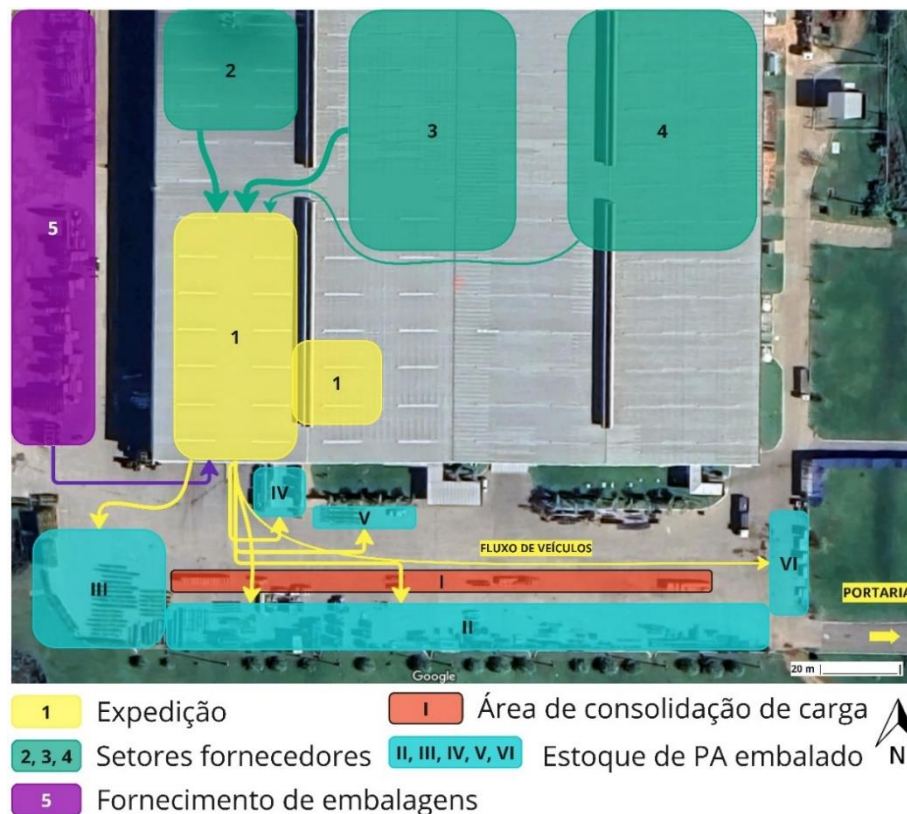 2
3
4
5
1
1
IV
V
FLUXO DE VEÍCULOS
VI
III
I
PORTARIA
II
20 m
Google
1 Expedição
I Área de consolidação de carga
2, 3, 4 Setores fornecedores
II, III, IV, V, VI Estoque de PA embalado
N
5 Fornecimento de embalagens